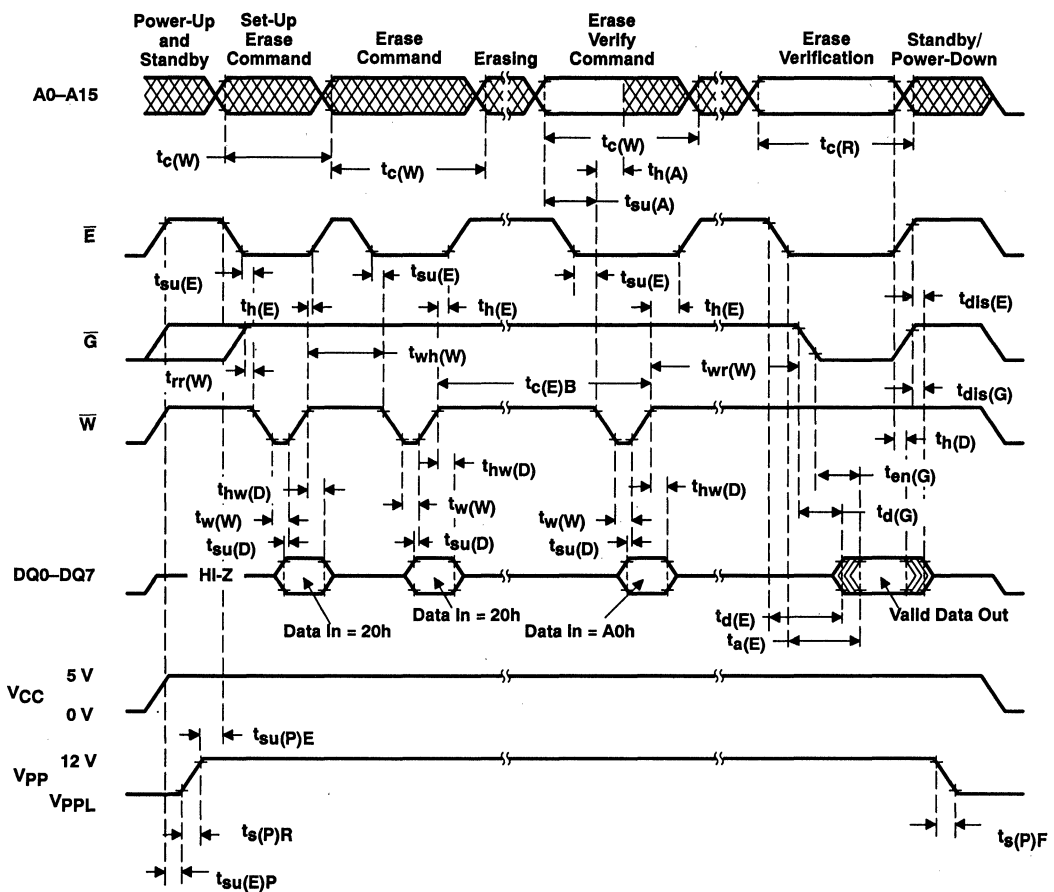 Power-Up
and
Standby
Set-Up
Erase
Command
Erase
Command
Erasing
Erase
Verify
Command
Erase
Verification
Standby/
Power-Down
A0–A15
tc(W)
tc(W)
tc(W)
tc(R)
th(A)
tsu(A)
E
tsu(E)
tsu(E)
tsu(E)
th(E)
th(E)
th(E)
tdis(E)
G
twh(W)
trr(W)
tc(E)B
twr(W)
tdis(G)
W
th(D)
thw(D)
thw(D)
thw(D)
ten(G)
tw(W)
tw(W)
tw(W)
td(G)
tsu(D)
tsu(D)
tsu(D)
DQ0–DQ7
HI-Z
Data In = 20h
Data In = 20h
Data In = A0h
Valid Data Out
td(E)
ta(E)
VCC
5 V
0 V
tsu(P)E
VPP
12 V
VPPL
ts(P)R
ts(P)F
tsu(E)P